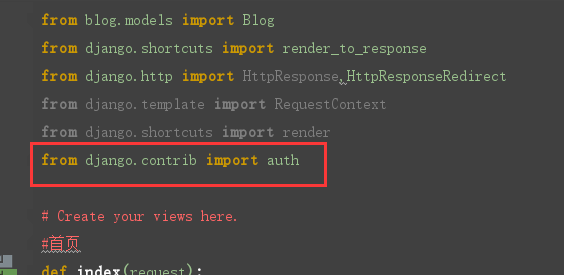 from blog.models import Blog
from django.shortcuts import render_to_response
from django.http import HttpResponse,HttpResponseRedirect
from django.template import RequestContext
from django.shortcuts import render
from django.contrib import auth
# Create your views here.
#首页
def index(request):